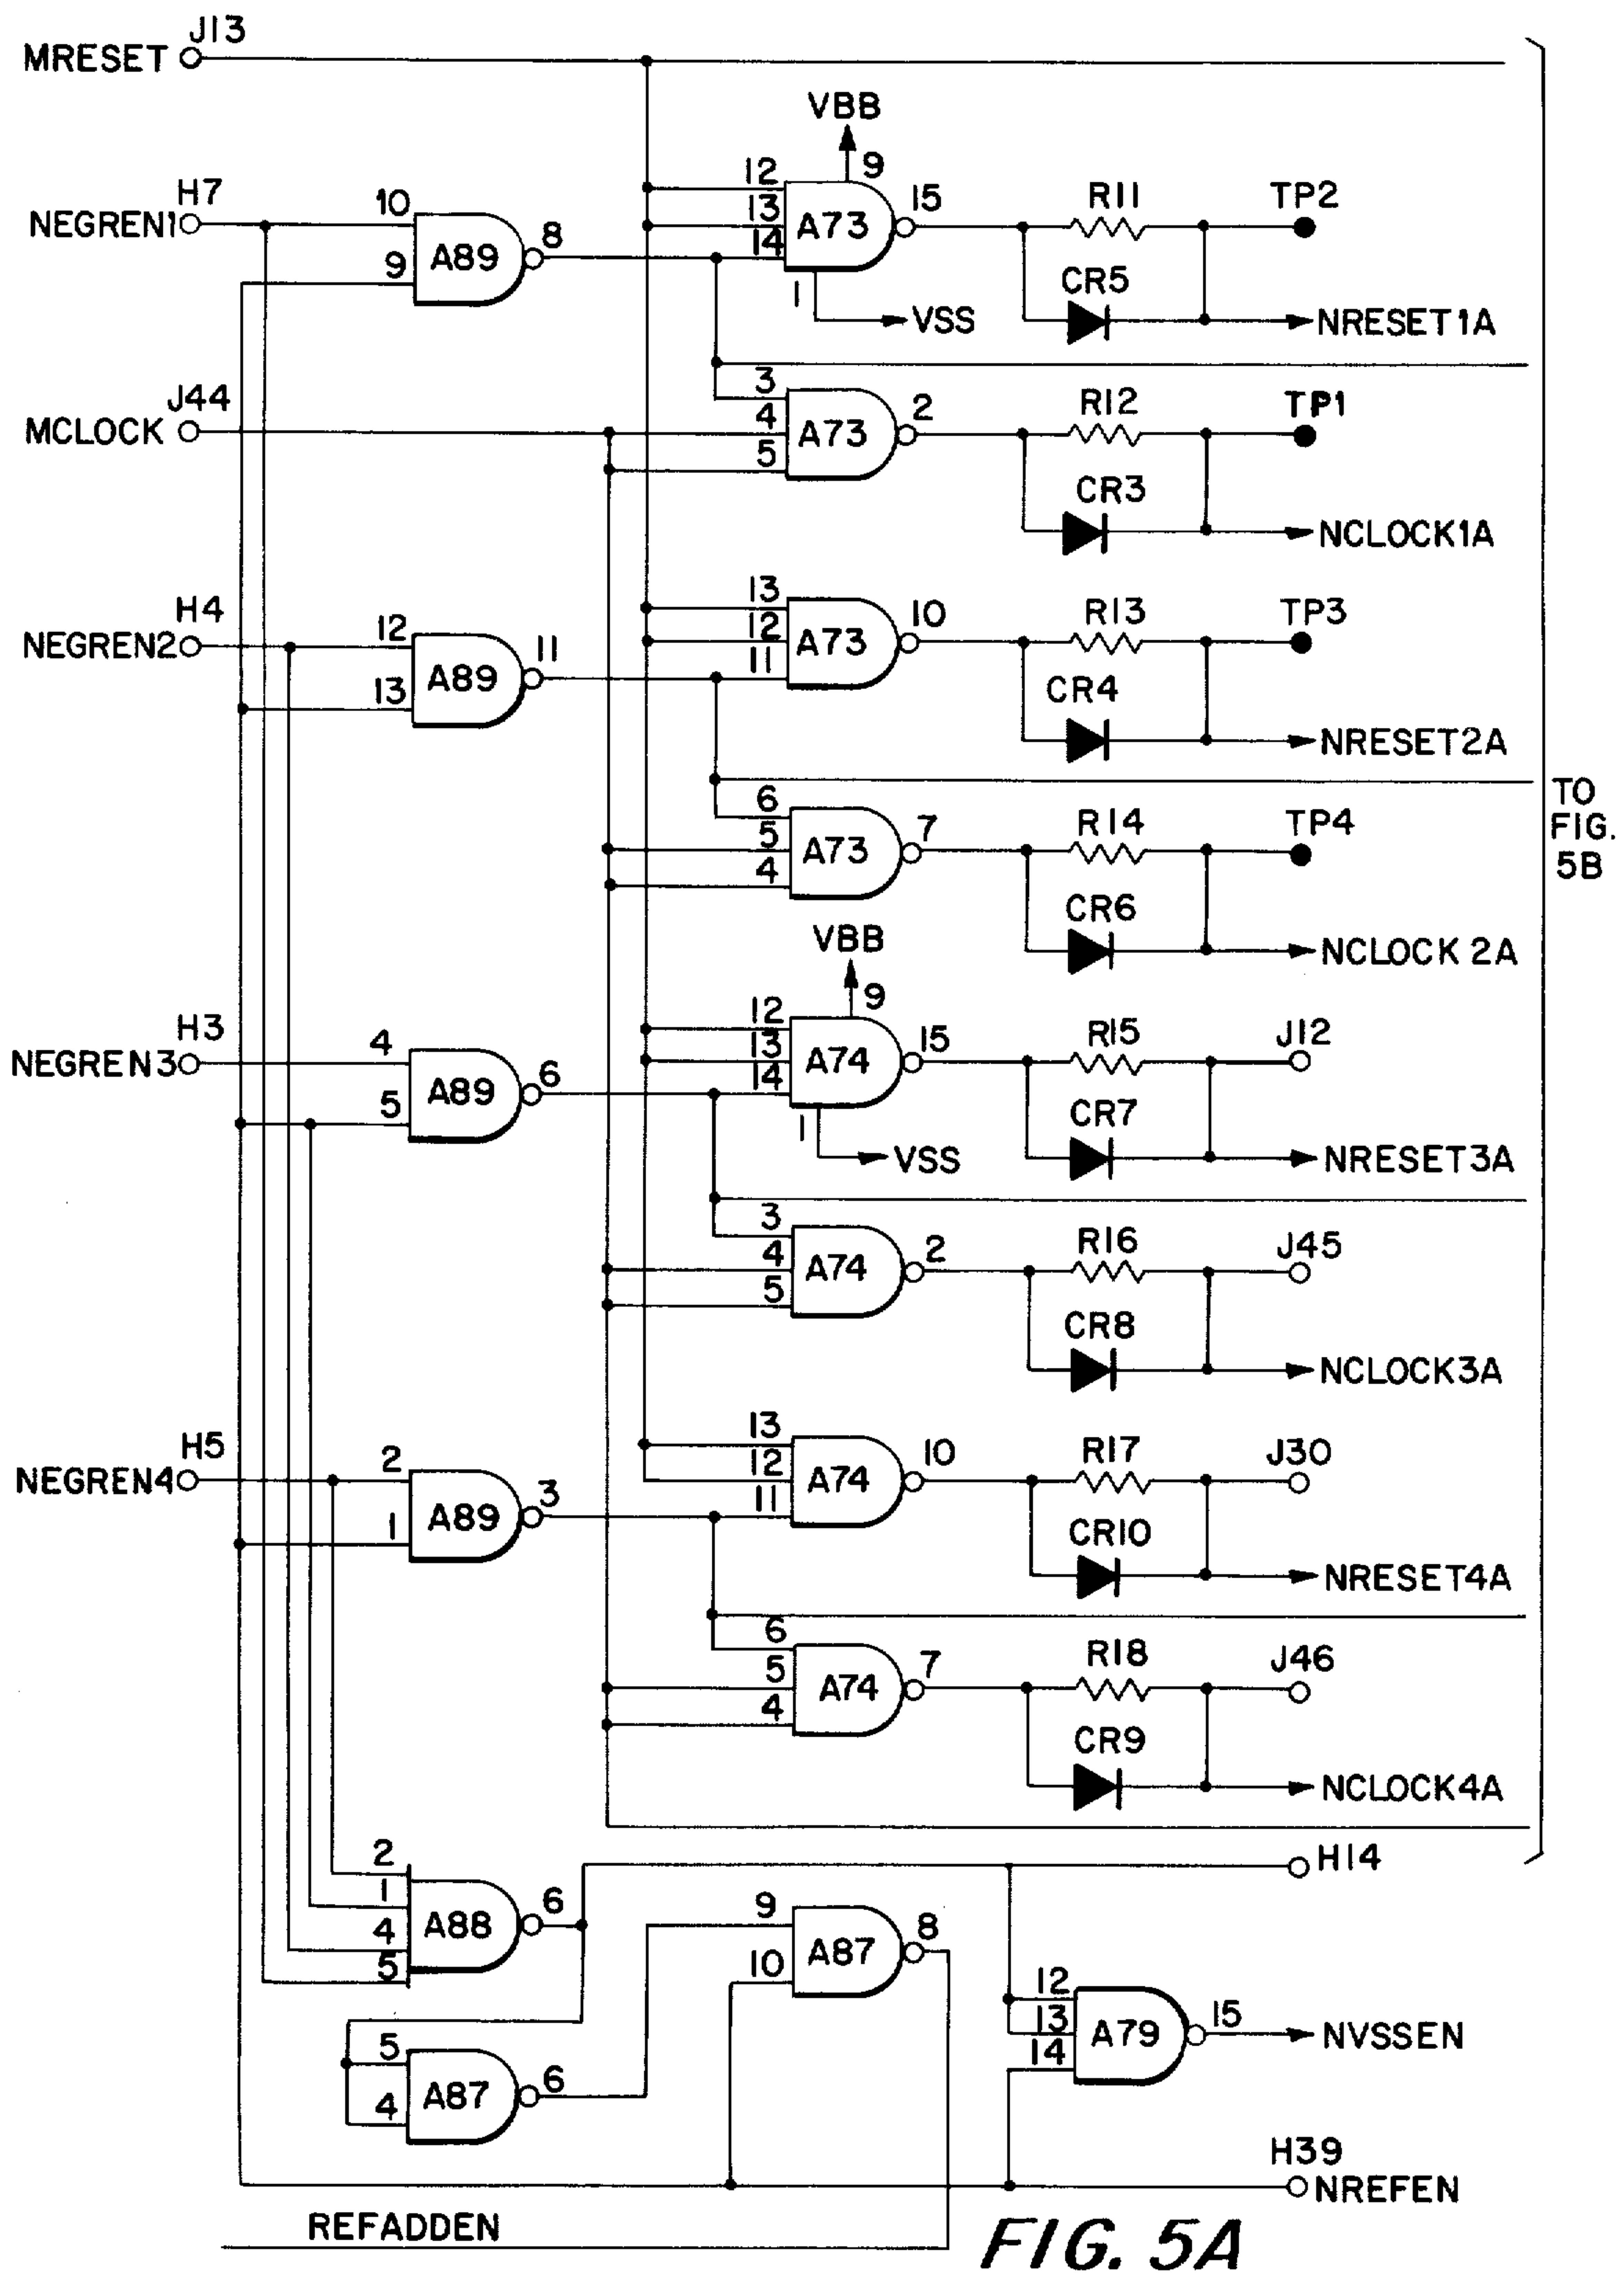 J13
MRESET
VBB
9
12
13
14
A73
15
R11
TP2
H7
NEGREN1
10
9
A89
8
1
VSS
CR5
NRESET1A
J44
MCLOCK
3
4
5
A73
2
R12
TP1
CR3
NCLOCK1A
H4
NEGREN2
12
13
A89
11
13
12
11
A73
10
R13
TP3
CR4
NRESET2A
TO
FIG.
5B
6
5
4
A73
7
R14
TP4
CR6
NCLOCK 2A
VBB
9
H3
NEGREN3
4
5
A89
6
12
13
14
A74
15
R15
J12
1
VSS
CR7
NRESET3A
3
4
5
A74
2
R16
J45
CR8
NCLOCK3A
H5
NEGREN4
2
1
A89
3
13
12
11
A74
10
R17
J30
CR10
NRESET4A
6
5
4
A74
7
R18
J46
CR9
NCLOCK4A
H14
2
1
4
5
A88
6
9
10
A87
8
12
13
14
A79
15
NVSSEN
5
4
A87
6
H39
NREFEN
REFADDEN
FIG. 5A